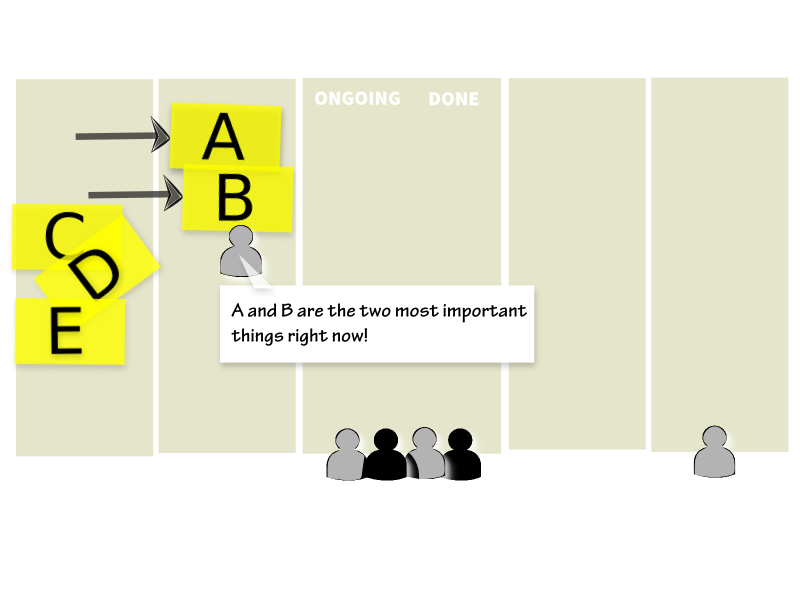 ONGOING DONE
A
B
C
D
E
A and B are the two most important
things right now!